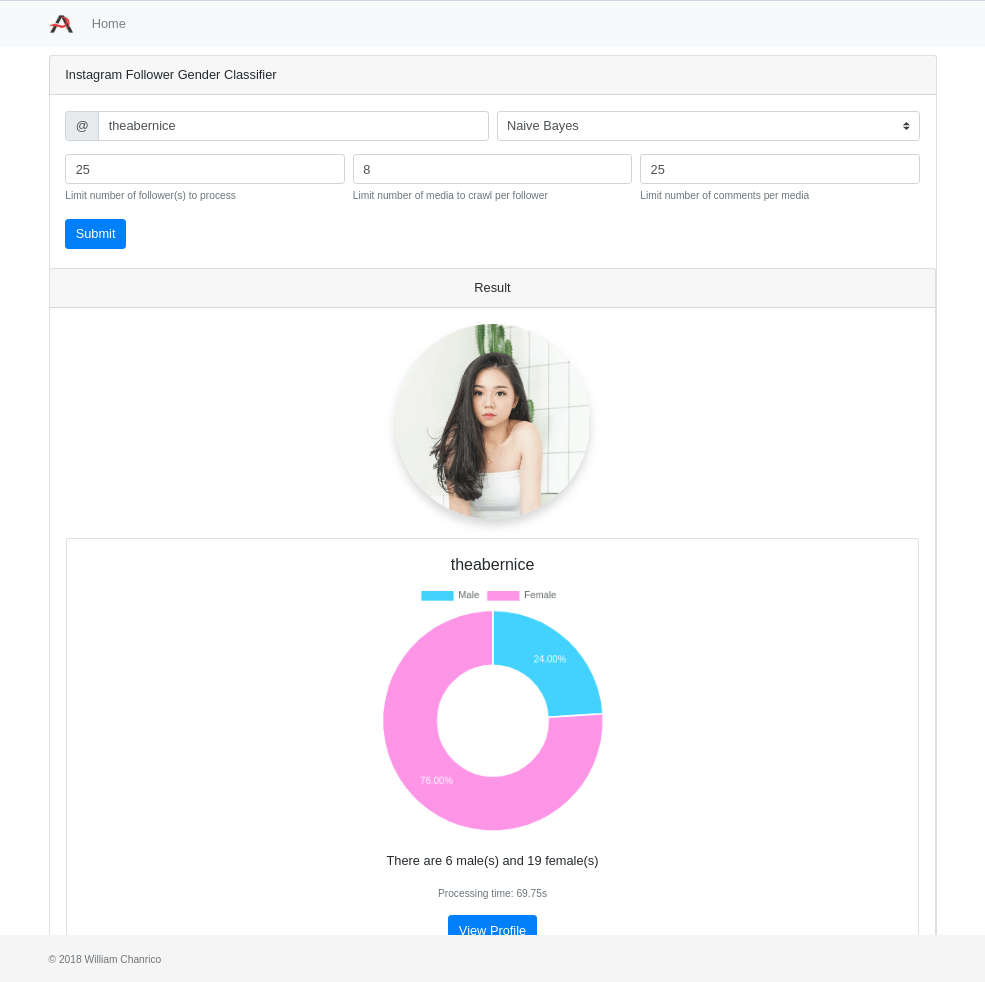 Home
Instagram Follower Gender Classifier
@ theabernice Naive Bayes
25 8 25
Limit number of follower(s) to process Limit number of media to crawl per follower Limit number of comments per media
Submit
Result
theabernice
Male Female
24.00%
76.00%
There are 6 male(s) and 19 female(s)
Processing time: 69.75s
View Profile
© 2018 William Chanrico